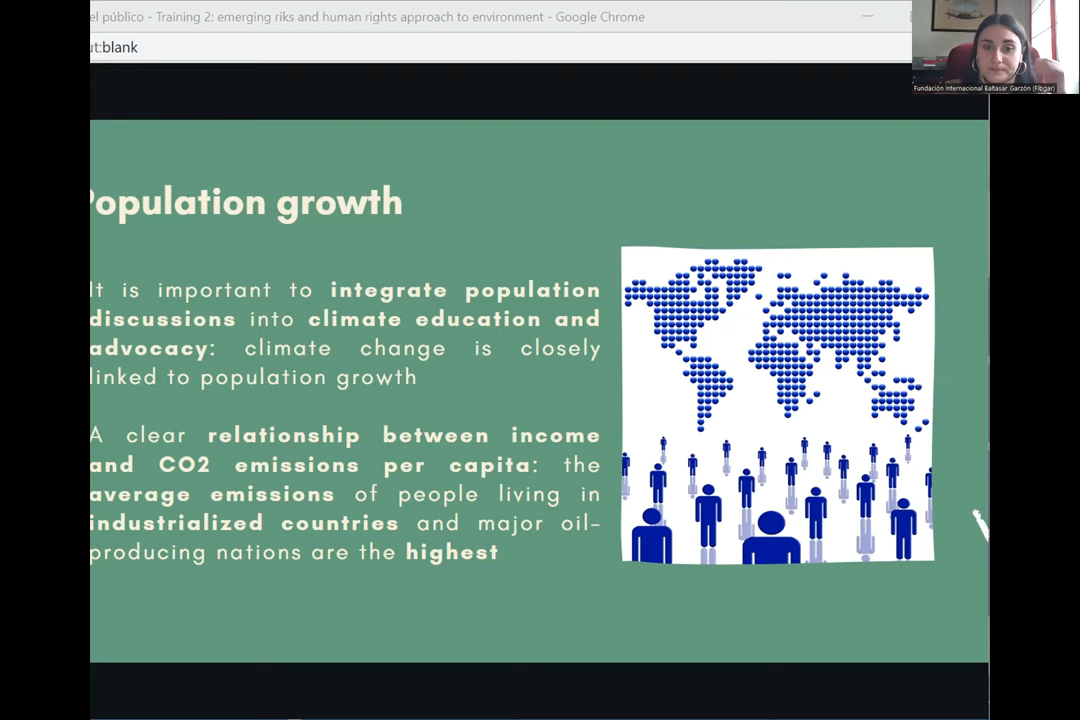 el público - Training 2: emerging riks and human rights approach to environment - Google Chrome
ut:blank
Fundación Internacional Baltasar Garzón (Fibgar)
Population growth
It is important to integrate population
discussions into climate education and
advocacy: climate change is closely
linked to population growth
A clear relationship between income
and CO2 emissions per capita: the
average emissions of people living in
industrialized countries and major oil-
producing nations are the highest